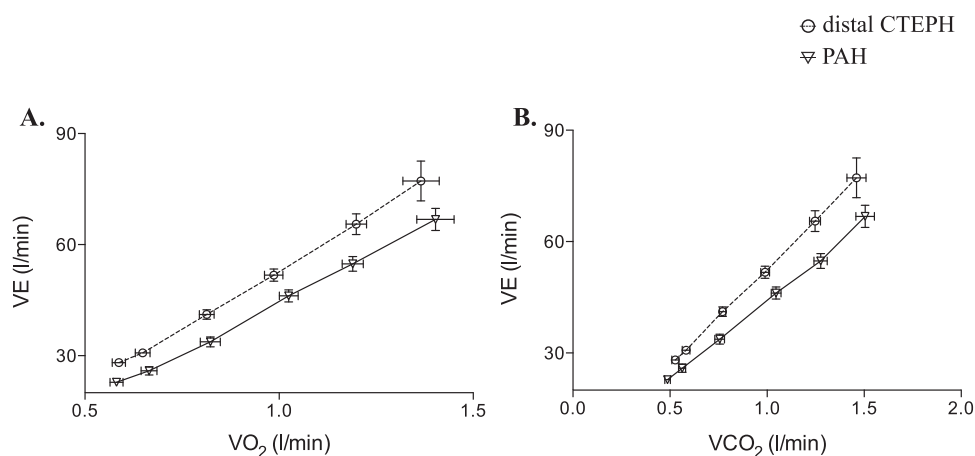 distal CTEPH
PAH
A.
90
60
30
VE (l/min)
0.5
1.0
1.5
VO₂ (l/min)
B.
90
60
30
VE (l/min)
0.0
0.5
1.0
1.5
2.0
VCO₂ (l/min)